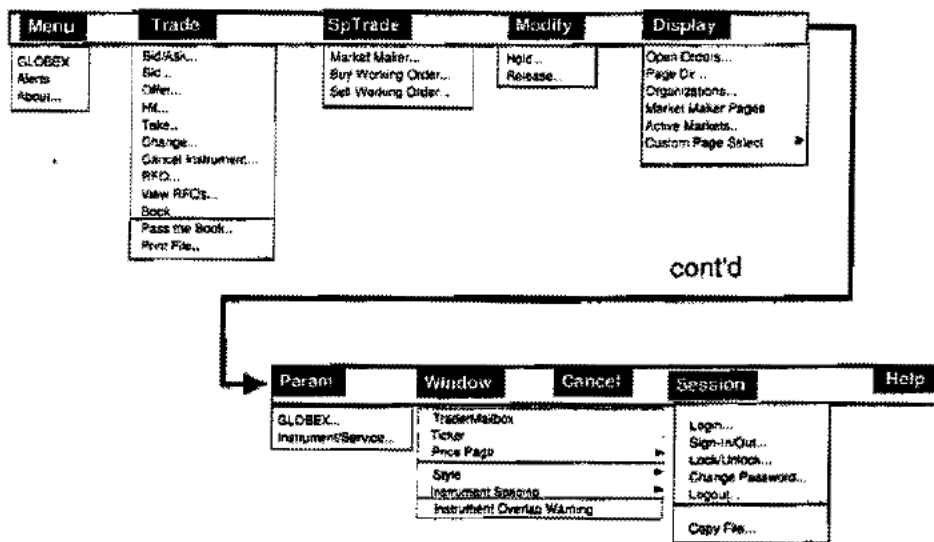 Menu Trade SpTrade Modify Display
GLOBEX
Alerts
About...
Bid/Ask...
Bid...
Offer...
Hit...
Take...
Change...
Cancel Instrument...
RFQ...
View RFQs...
Book
Pass the Book...
Print File...
Market Maker...
Buy Working Order...
Sell Working Order...
Hold...
Release...
Open Orders...
Page Dir...
Organizations...
Market Maker Pages
Active Markets...
Custom Page Select
cont'd
Param Window Cancel Session Help
GLOBEX...
Instrument/Service...
TraderMailbox
Ticker
Price Page
Style
Instrument Spacing
Instrument Overlap Warning
Login...
Sign-In/Out...
Lock/Unlock...
Change Password...
Logout...
Copy File...